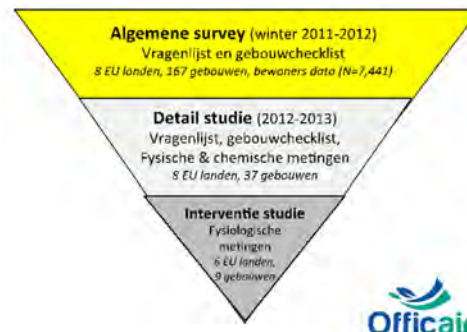 Algemene survey (winter 2011-2012)
Vragenlijst en gebouwchecklist
8 EU landen, 167 gebouwen, bewoners data (N=7,441)
Detail studie (2012-2013)
Vragenlijst, gebouwchecklist,
Fysische & chemische metingen
8 EU landen, 37 gebouwen
Interventie studie
Fysiologische
metingen
6 EU landen,
9 gebouwen
Officair